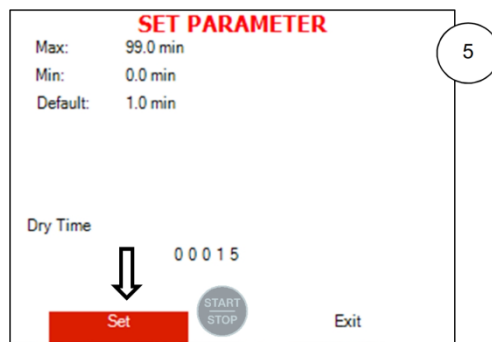 SET PARAMETER
Max: 99.0 min
5
Min: 0.0 min
Default: 1.0 min
Dry Time
0 0 0 1 5
START
STOP
Set
Exit